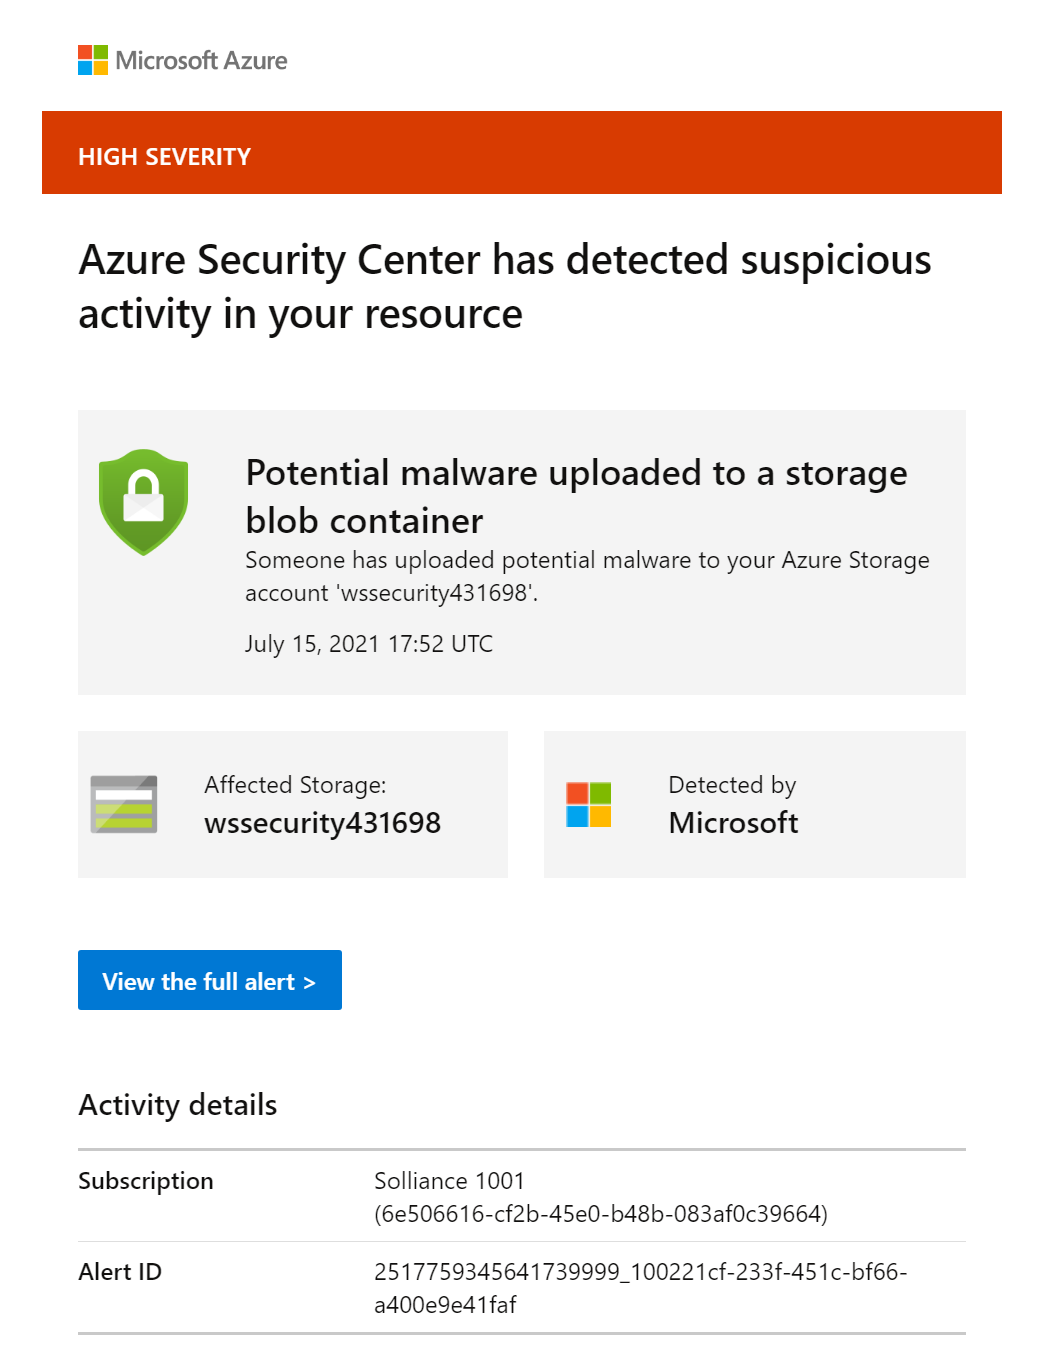 Microsoft Azure
HIGH SEVERITY
Azure Security Center has detected suspicious
activity in your resource
Potential malware uploaded to a storage
blob container
Someone has uploaded potential malware to your Azure Storage
account 'wssecurity431698'.
July 15, 2021 17:52 UTC
Affected Storage:
wssecurity431698
Detected by
Microsoft
View the full alert >
Activity details
Subscription
Solliance 1001
(6e506616-cf2b-45e0-b48b-083af0c39664)
Alert ID
2517759345641739999_100221cf-233f-451c-bf66-
a400e9e41faf